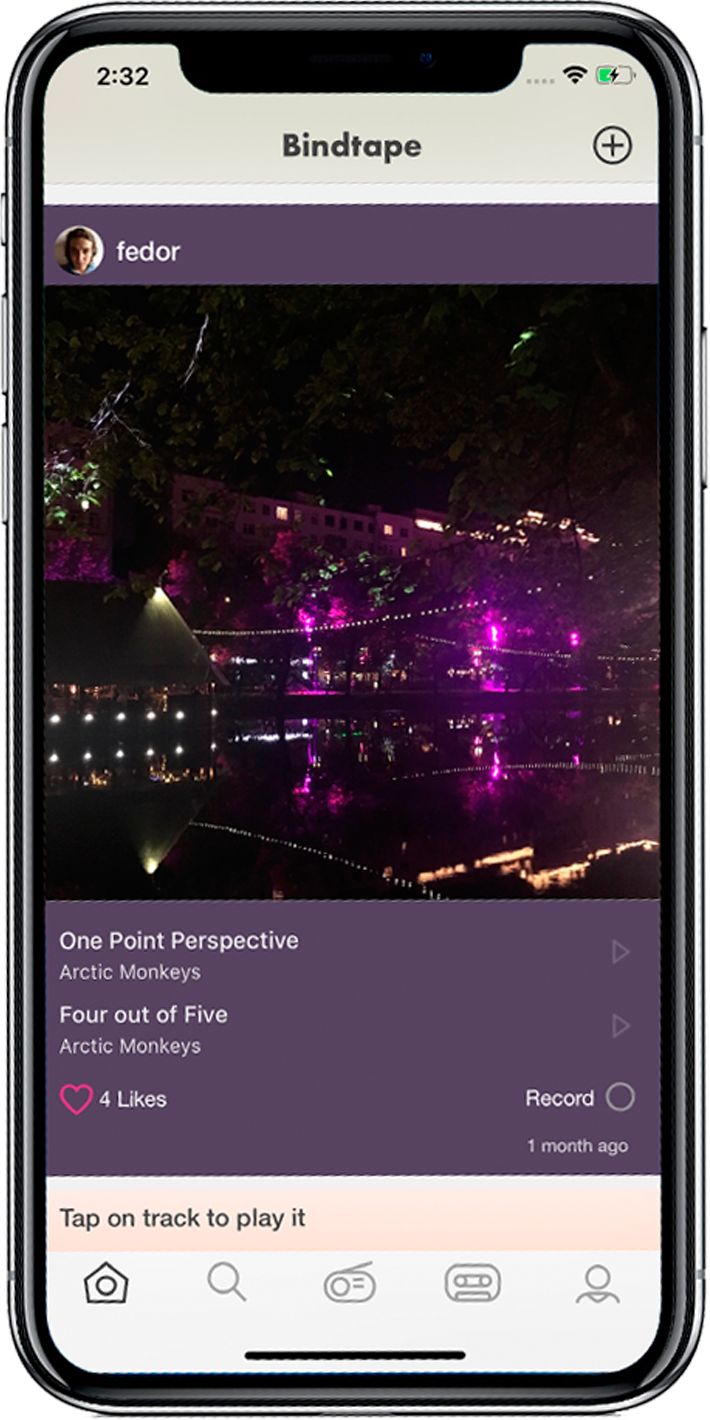 2:32
Bindtape
fedor
One Point Perspective
Arctic Monkeys
Four out of Five
Arctic Monkeys
4 Likes
Record
1 month ago
Tap on track to play it